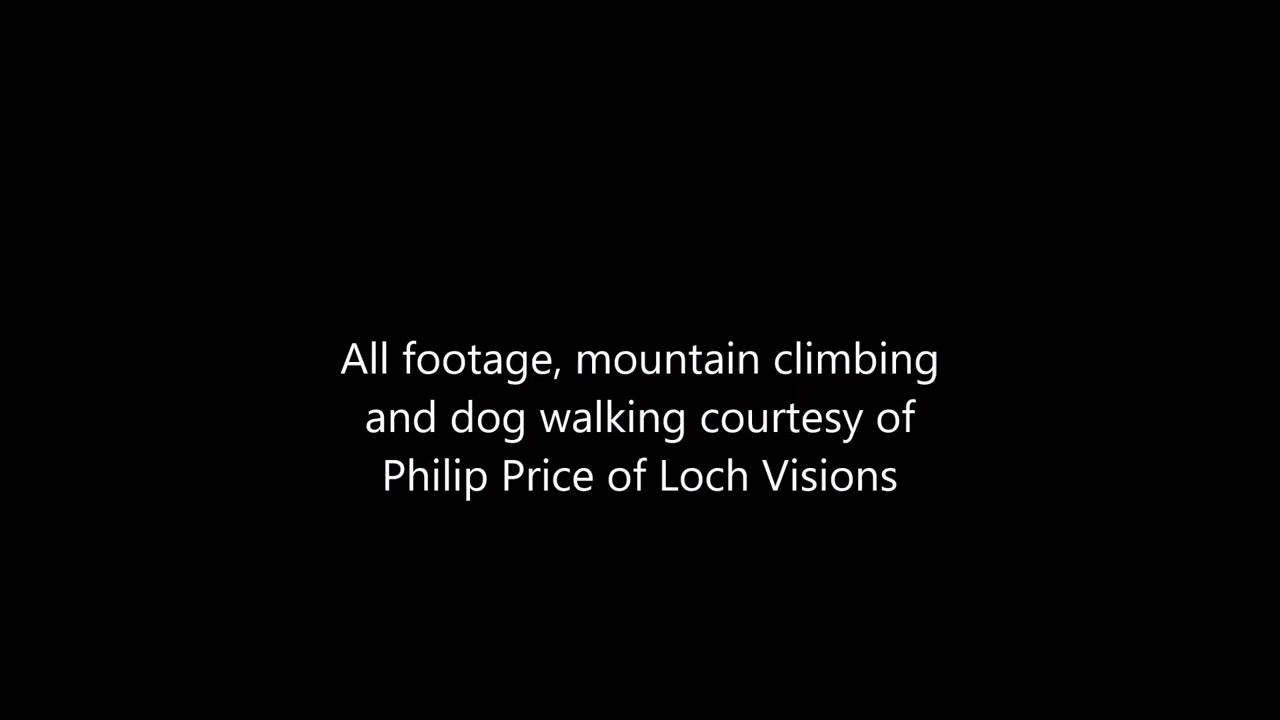 All footage, mountain climbing
and dog walking courtesy of
Philip Price of Loch Visions